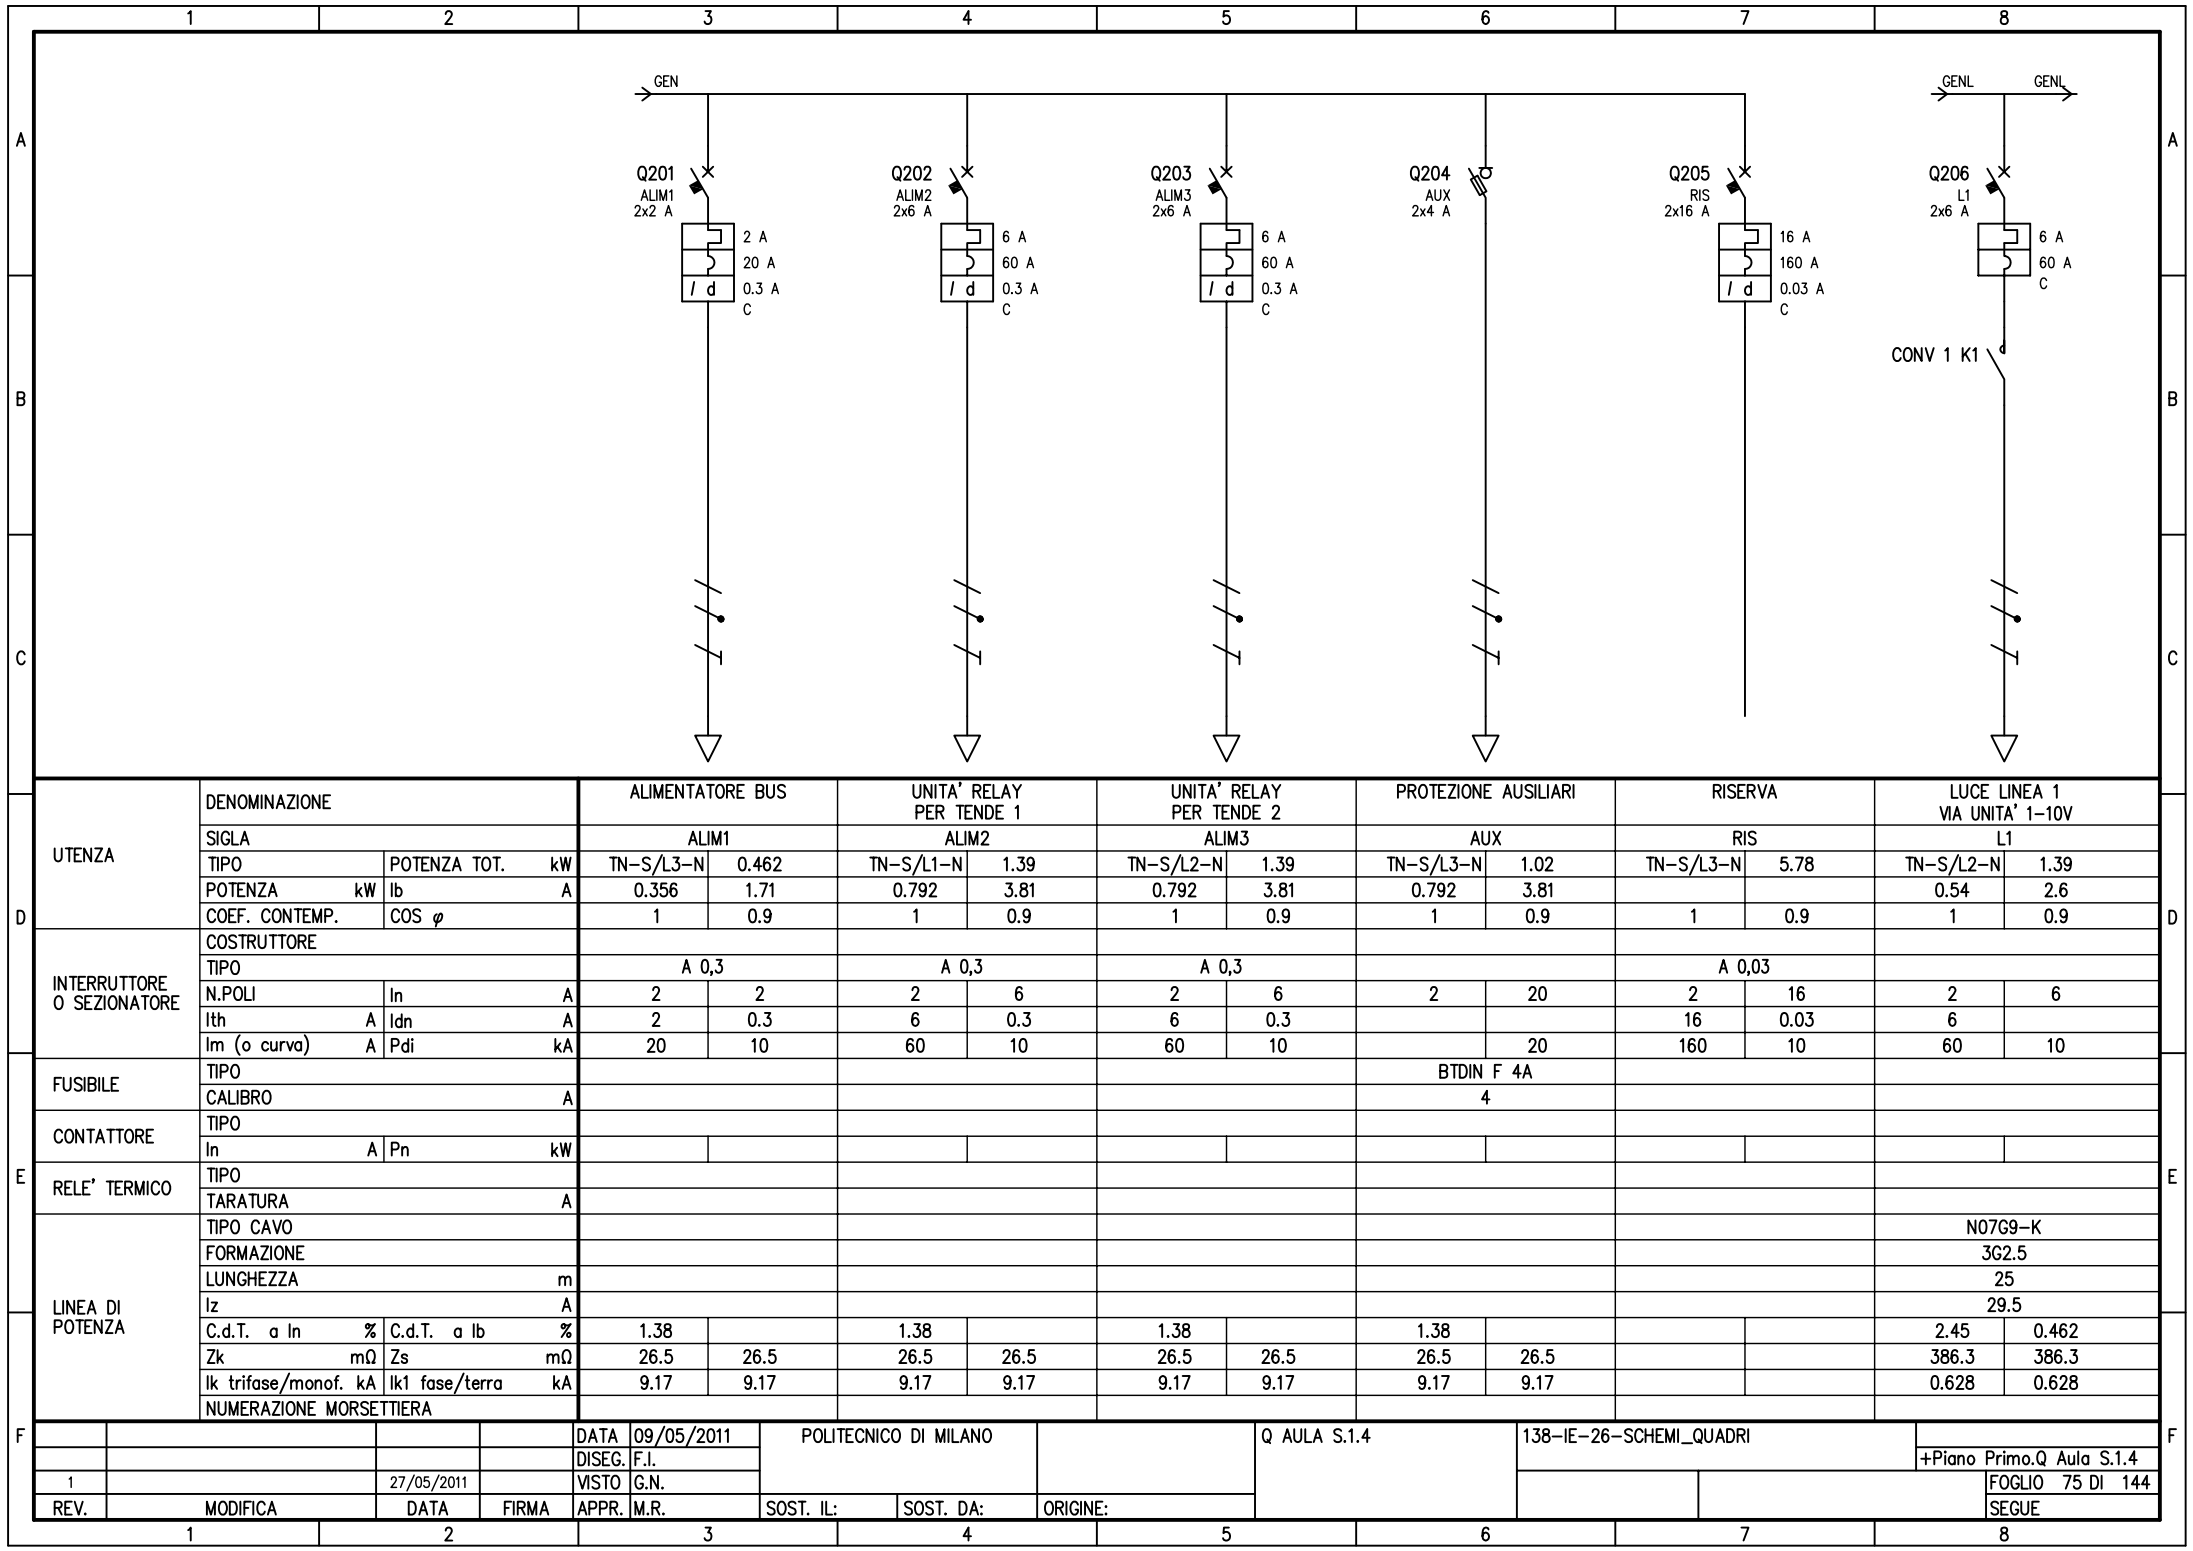 1 2 3 4 5 6 7 8
GEN GENL GENL
A A
Q201 Q202 Q203 Q204 Q205 Q206
ALIM1 ALIM2 ALIM3 AUX RIS L1
2x2 A 2x6 A 2x6 A 2x4 A 2x16 A 2x6 A
2 A 6 A 6 A 16 A 6 A
20 A 60 A 60 A 160 A 60 A
I d 0.3 A I d 0.3 A I d 0.3 A I d 0.03 A C
C C C C
CONV 1 K1
B B
C C
UTENZA
DENOMINAZIONE ALIMENTATORE BUS UNITA' RELAY PER TENDE 1 UNITA' RELAY PER TENDE 2 PROTEZIONE AUSILIARI RISERVA LUCE LINEA 1 VIA UNITA' 1-10V
SIGLA ALIM1 ALIM2 ALIM3 AUX RIS L1
TIPO POTENZA TOT. kW TN-S/L3-N 0.462 TN-S/L1-N 1.39 TN-S/L2-N 1.39 TN-S/L3-N 1.02 TN-S/L3-N 5.78 TN-S/L2-N 1.39
POTENZA kW Ib A 0.356 1.71 0.792 3.81 0.792 3.81 0.792 3.81 0.54 2.6
D COEF. CONTEMP. COS φ 1 0.9 1 0.9 1 0.9 1 0.9 1 0.9 1 0.9 D
INTERRUTTORE O SEZIONATORE
COSTRUTTORE
TIPO A 0,3 A 0,3 A 0,3 A 0,03
N.POLI In A 2 2 2 6 2 6 2 20 2 16 2 6
Ith A Idn A 2 0.3 6 0.3 6 0.3 16 0.03 6
Im (o curva) A Pdi kA 20 10 60 10 60 10 20 160 10 60 10
FUSIBILE
TIPO BTDIN F 4A
CALIBRO A 4
CONTATTORE
TIPO
In A Pn kW
E E
RELE' TERMICO
TIPO
TARATURA A
LINEA DI POTENZA
TIPO CAVO N07G9-K
FORMAZIONE 3G2.5
LUNGHEZZA m 25
Iz A 29.5
C.d.T. a In % C.d.T. a Ib % 1.38 1.38 1.38 1.38 2.45 0.462
Zk mΩ Zs mΩ 26.5 26.5 26.5 26.5 26.5 26.5 26.5 26.5 386.3 386.3
Ik trifase/monof. kA Ik1 fase/terra kA 9.17 9.17 9.17 9.17 9.17 9.17 9.17 9.17 0.628 0.628
NUMERAZIONE MORSETTIERA
F DATA 09/05/2011 POLITECNICO DI MILANO Q AULA S.1.4 138-IE-26-SCHEMI_QUADRI F
DISEG. F.I. +Piano Primo.Q Aula S.1.4
1 27/05/2011 VISTO G.N. FOGLIO 75 DI 144
REV. MODIFICA DATA FIRMA APPR. M.R. SOST. IL: SOST. DA: ORIGINE: SEGUE
1 2 3 4 5 6 7 8